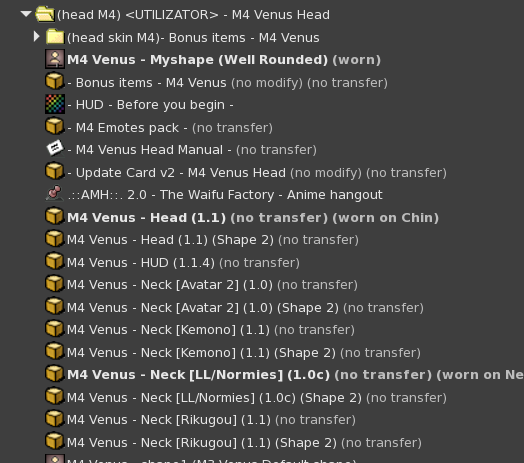 (head M4) <UTILIZATOR> - M4 Venus Head
(head skin M4)- Bonus items - M4 Venus
M4 Venus - Myshape (Well Rounded) (worn)
- Bonus items - M4 Venus (no modify) (no transfer)
- HUD - Before you begin -
- M4 Emotes pack - (no transfer)
- M4 Venus Head Manual - (no transfer)
- Update Card v2 - M4 Venus Head (no modify) (no transfer)
.::AMH::. 2.0 - The Waifu Factory - Anime hangout
M4 Venus - Head (1.1) (no transfer) (worn on Chin)
M4 Venus - Head (1.1) (Shape 2) (no transfer)
M4 Venus - HUD (1.1.4) (no transfer)
M4 Venus - Neck [Avatar 2] (1.0) (no transfer)
M4 Venus - Neck [Avatar 2] (1.0) (Shape 2) (no transfer)
M4 Venus - Neck [Kemono] (1.1) (no transfer)
M4 Venus - Neck [Kemono] (1.1) (Shape 2) (no transfer)
M4 Venus - Neck [LL/Normies] (1.0c) (no transfer) (worn on Ne
M4 Venus - Neck [LL/Normies] (1.0c) (Shape 2) (no transfer)
M4 Venus - Neck [Rikugou] (1.1) (no transfer)
M4 Venus - Neck [Rikugou] (1.1) (Shape 2) (no transfer)